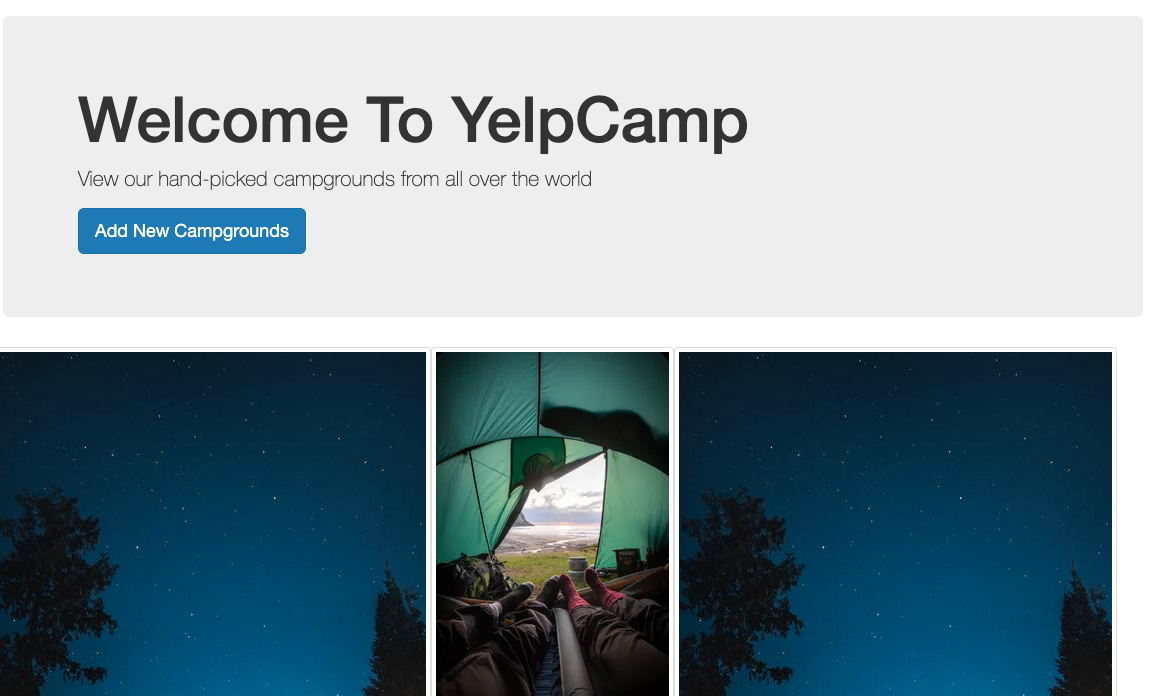 Welcome To YelpCamp
View our hand-picked campgrounds from all over the world
Add New Campgrounds